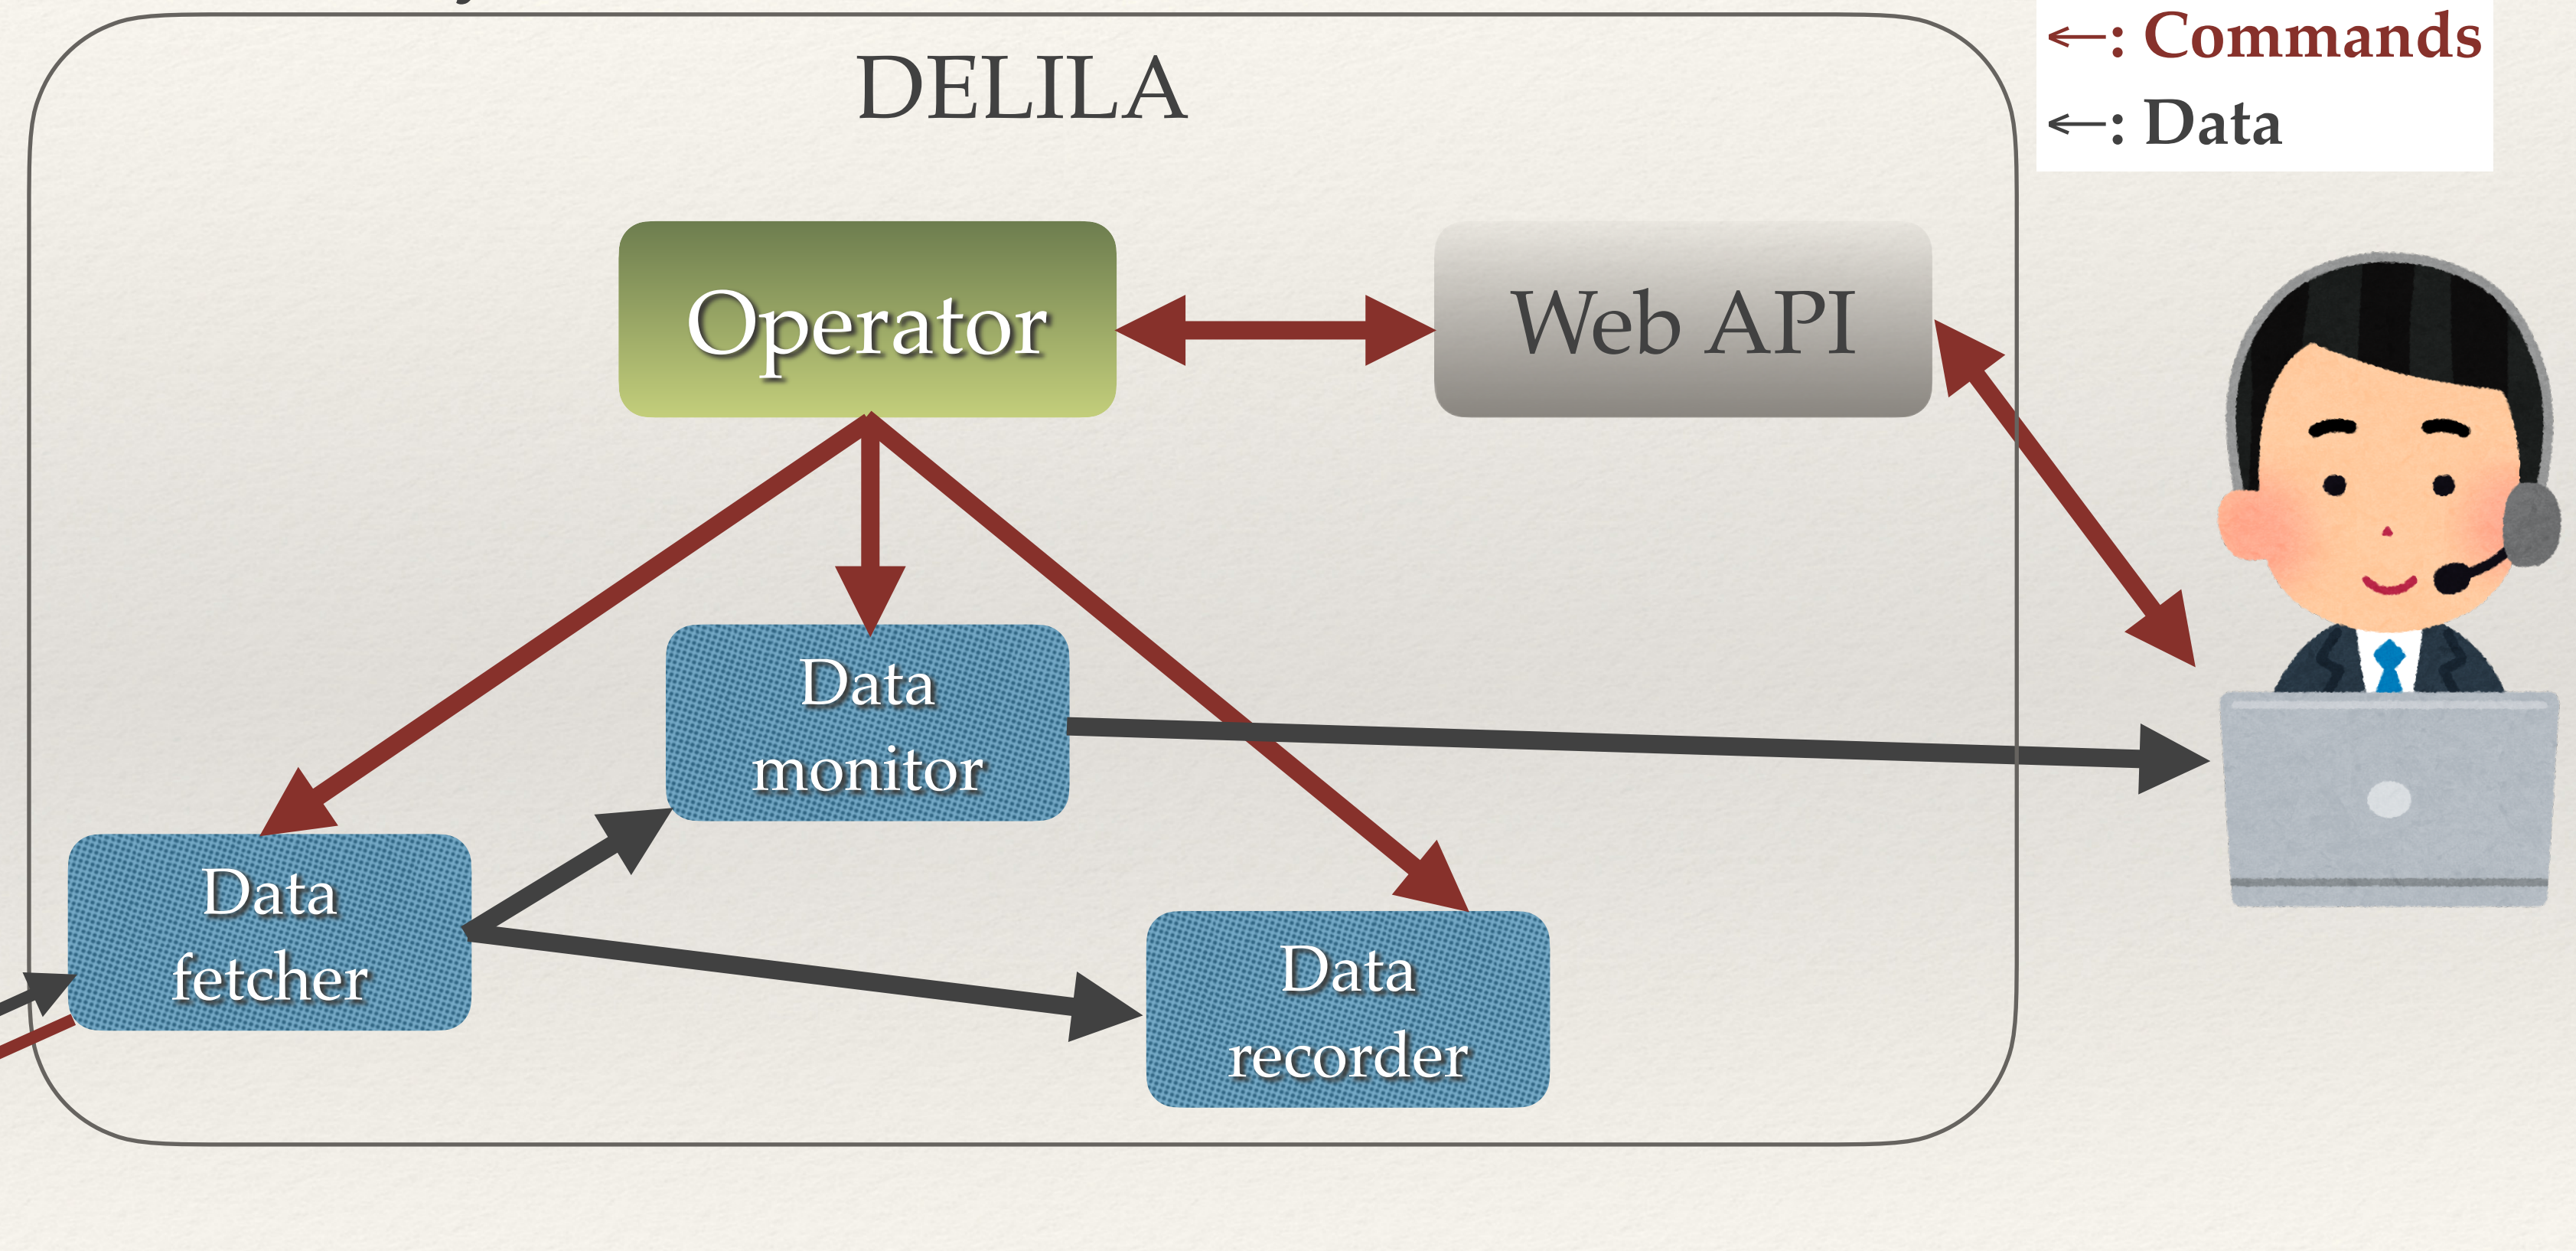 DELILA
←: Commands
←: Data
Operator
Web API
Data
monitor
Data
fetcher
Data
recorder